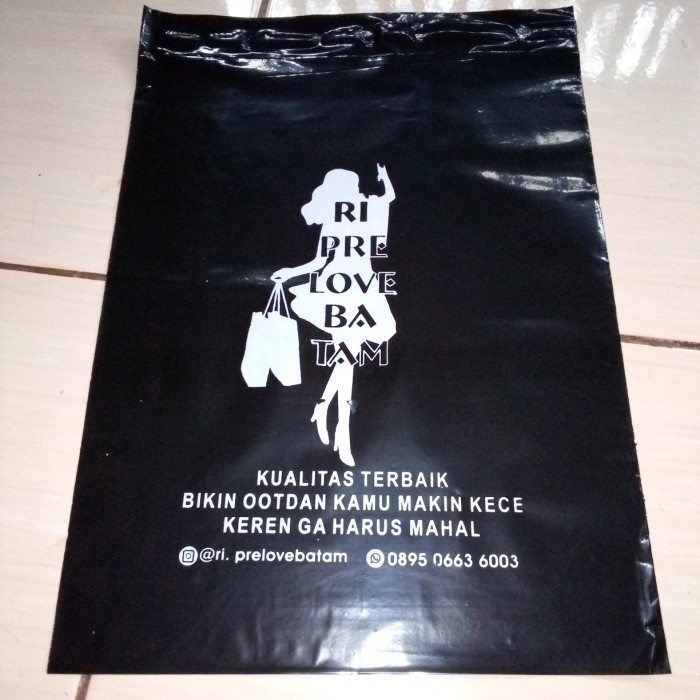 RI
PRE
LOVE
BA
TAM
KUALITAS TERBAIK
BIKIN OOTDAN KAMU MAKIN KECE
KEREN GA HARUS MAHAL
@ri. prelovebatam 0895 0663 6003